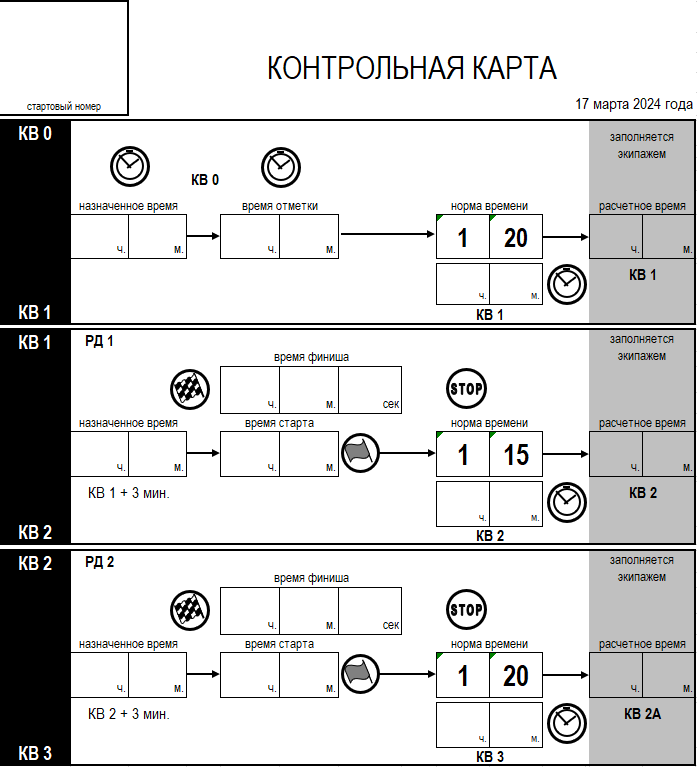 КОНТРОЛЬНАЯ КАРТА
стартовый номер
17 марта 2024 года
КВ 0
заполняется
экипажем
КВ 0
назначенное время
время отметки
норма времени
расчетное время
ч. м.
ч. м.
1 20
ч. м.
КВ 1
ч. м.
КВ 1
КВ 1
КВ 1
РД 1
заполняется
экипажем
время финиша
ч. м. сек
STOP
назначенное время
время старта
норма времени
расчетное время
ч. м.
ч. м.
1 15
ч. м.
КВ 1 + 3 мин.
КВ 2
ч. м.
КВ 2
КВ 2
КВ 2
РД 2
заполняется
экипажем
время финиша
ч. м. сек
STOP
назначенное время
время старта
норма времени
расчетное время
ч. м.
ч. м.
1 20
ч. м.
КВ 2 + 3 мин.
КВ 2А
ч. м.
КВ 3
КВ 3